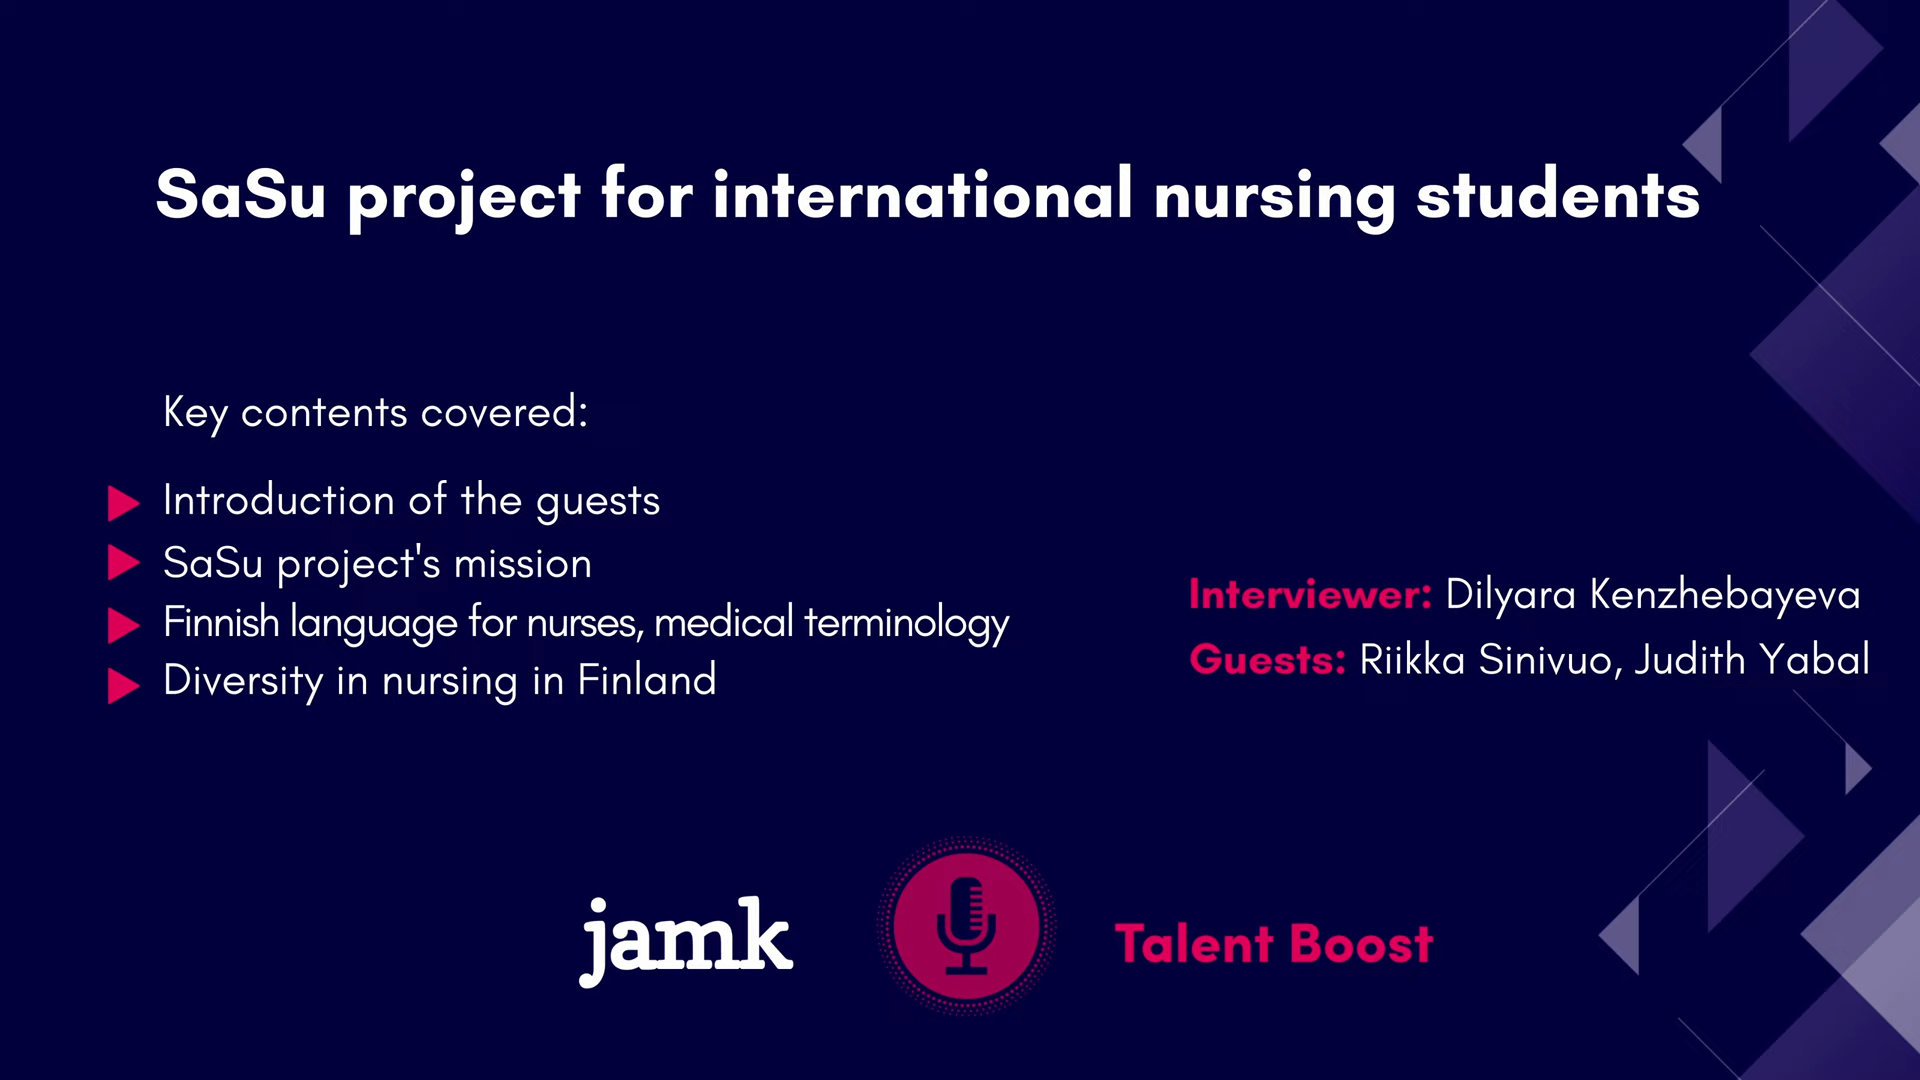 SaSu project for international nursing students
Key contents covered:
Introduction of the guests
SaSu project's mission
Finnish language for nurses, medical terminology
Diversity in nursing in Finland
Interviewer: Dilyara Kenzhebayeva
Guests: Riikka Sinivuo, Judith Yabal
jamk
Talent Boost